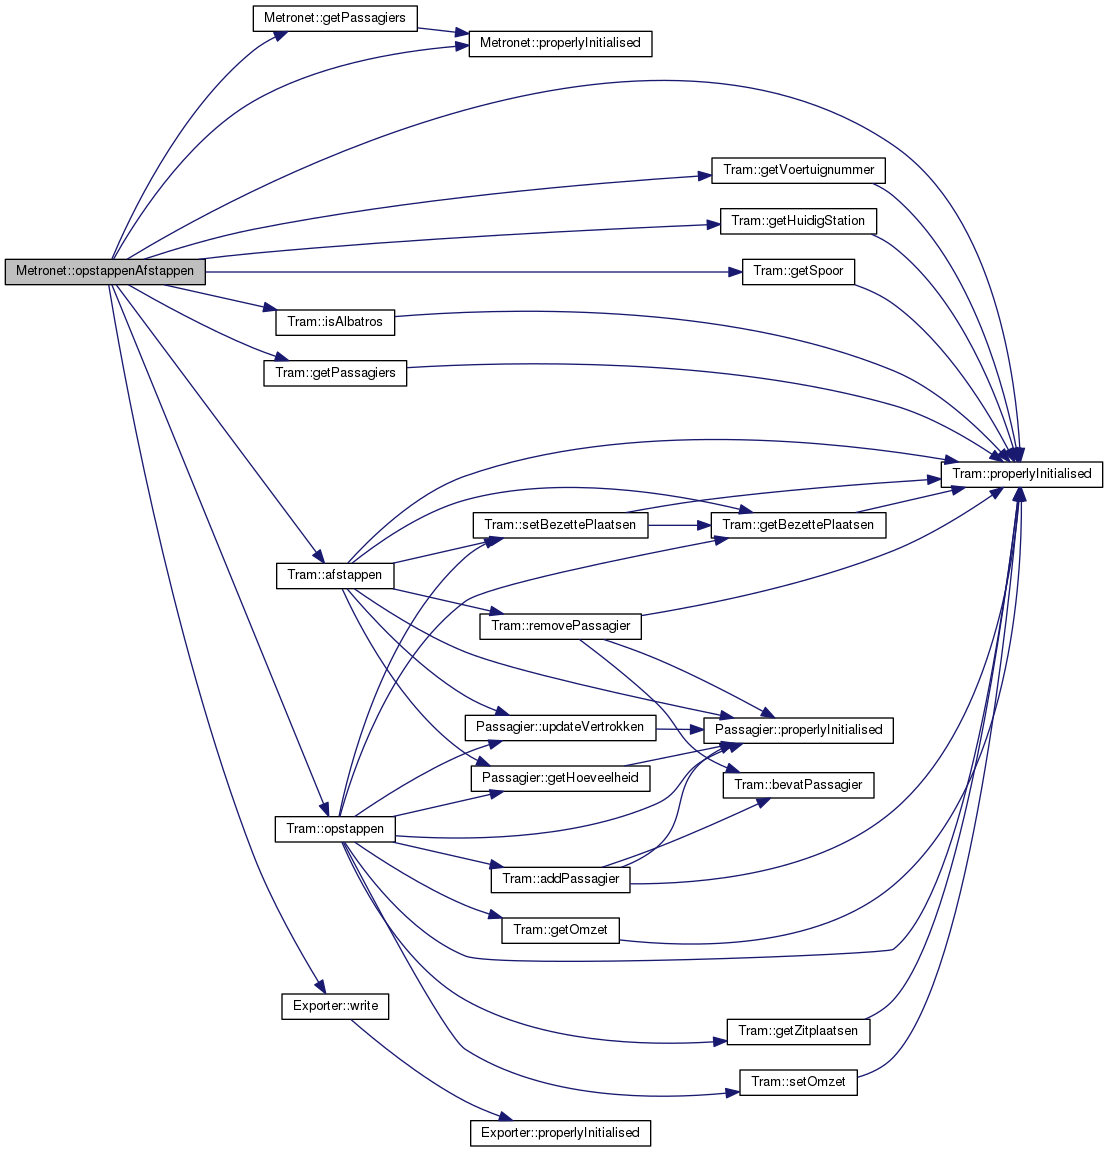 Metronet::getPassagiers
Metronet::properlyInitialised
Tram::getVoertuignummer
Tram::getHuidigStation
Metronet::opstappenAfstappen
Tram::getSpoor
Tram::isAlbatros
Tram::getPassagiers
Tram::properlyInitialised
Tram::setBezettePlaatsen
Tram::getBezettePlaatsen
Tram::afstappen
Tram::removePassagier
Passagier::updateVertrokken
Passagier::properlyInitialised
Passagier::getHoeveelheid
Tram::bevatPassagier
Tram::opstappen
Tram::addPassagier
Tram::getOmzet
Exporter::write
Tram::getZitplaatsen
Tram::setOmzet
Exporter::properlyInitialised